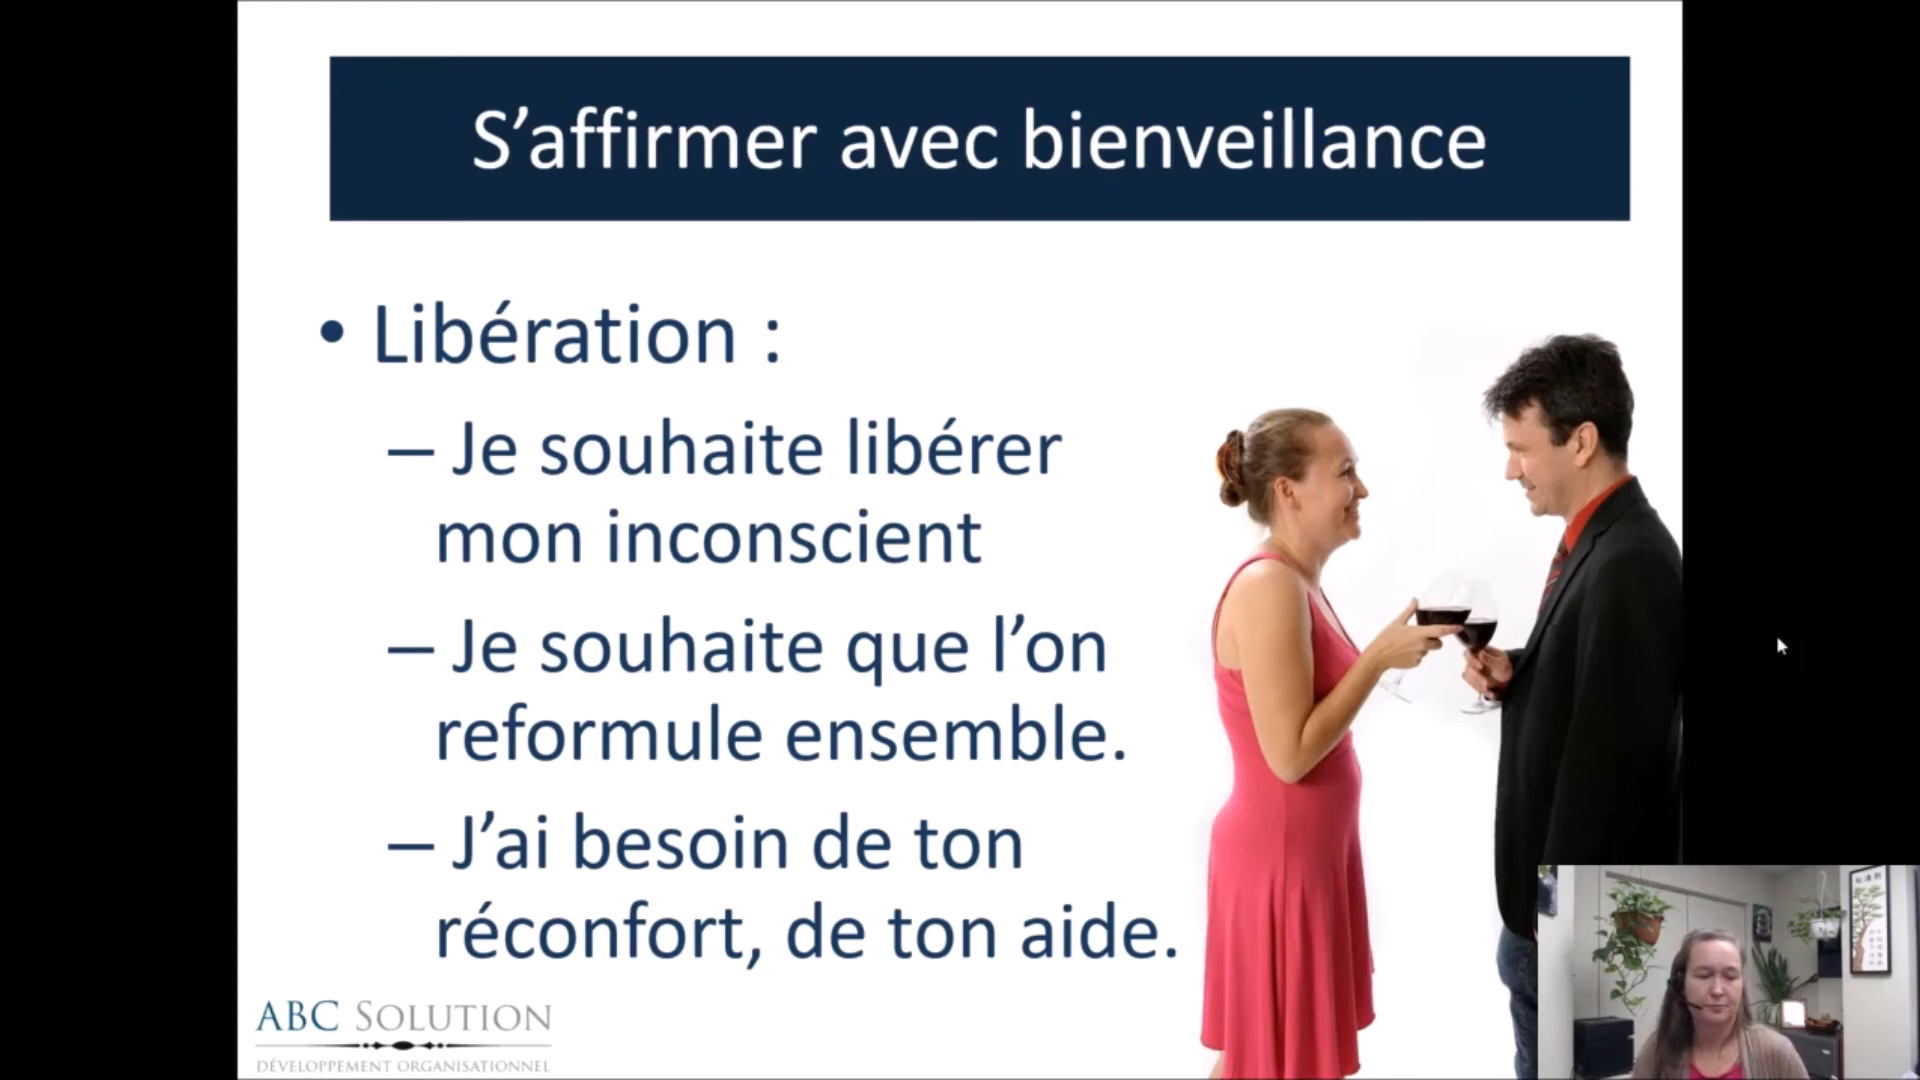 S’affirmer avec bienveillance
• Libération :
– Je souhaite libérer
mon inconscient
– Je souhaite que l’on
reformule ensemble.
– J’ai besoin de ton
réconfort, de ton aide.
ABC SOLUTION
DÉVELOPPEMENT ORGANISATIONNEL